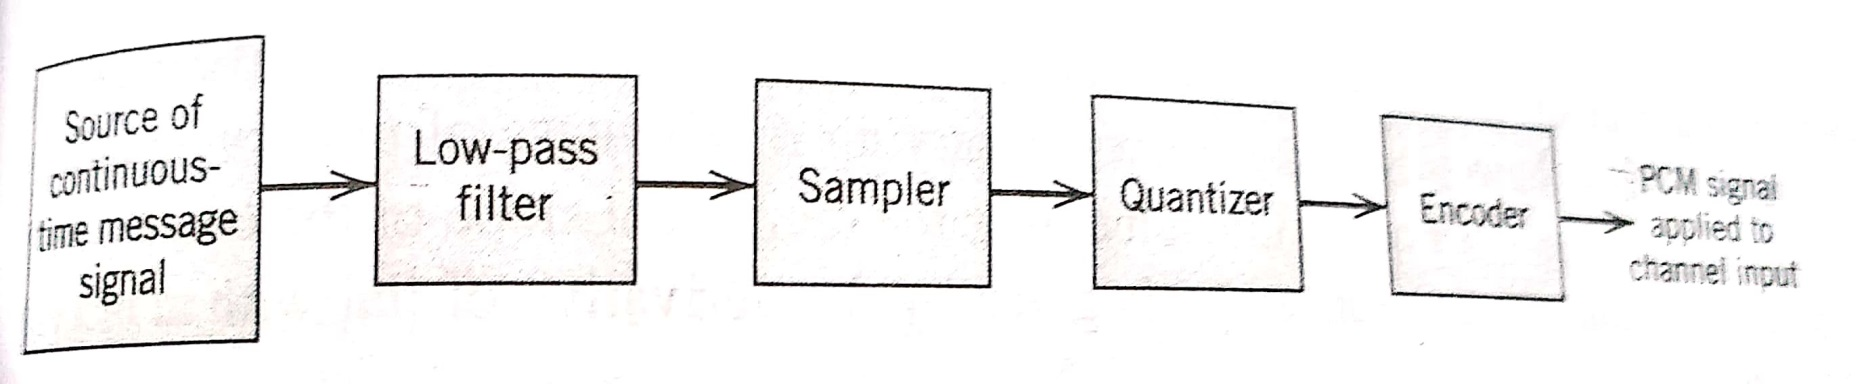 Source of
continuous-
time message
signal
Low-pass
filter
Sampler
Quantizer
Encoder
PCM signal
applied to
channel input